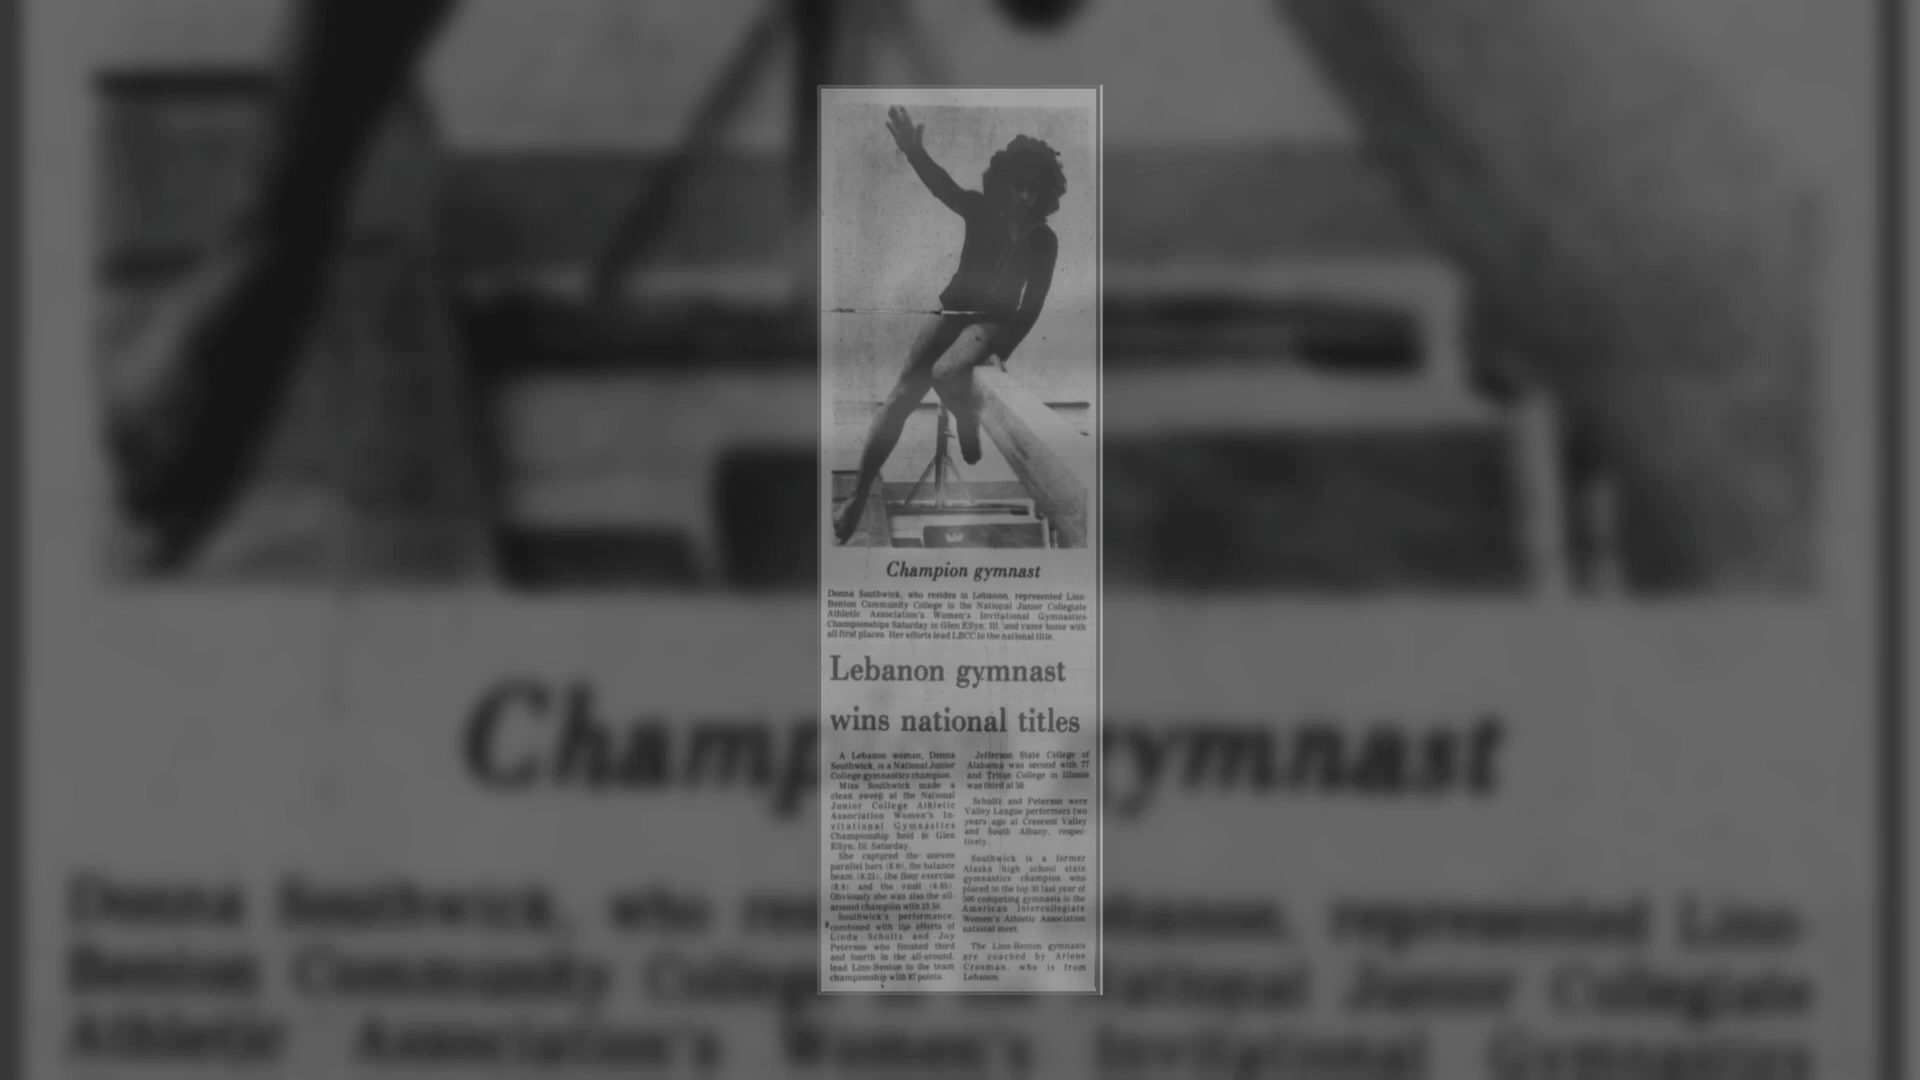 Champion gymnast
Donna Southwick, who resides in Lebanon, represented Linn-
Benton Community College in the National Junior Collegiate
Athletic Association's Women's Invitational Gymnastics
Championships Saturday in Glen Ellyn, Ill. and came home with
all first places. Her efforts lead LBCC to the national title.
Lebanon gymnast
wins national titles
A Lebanon woman, Donna
Southwick, is a National Junior
College gymnastics champion.
Miss Southwick made a
clean sweep at the National
Junior College Athletic
Association Women's In-
vitational Gymnastics
Championship held in Glen
Ellyn, Ill. Saturday.
She captured the uneven
parallel bars (8.0), the balance
beam (8.25), the floor exercise
(8.4) and the vault (8.85).
Obviously she was also the all-
around champion with 33.50.
Southwick's performance,
combined with the efforts of
Linda Schultz and Joy
Peterson who finished third
and fourth in the all-around,
lead Linn-Benton to the team
championship with 87 points.
Jefferson State College of
Alabama was second with 77
and Triton College in Illinois
was third at 58.
Schultz and Peterson were
Valley League performers two
years ago at Crescent Valley
and South Albany, respec-
tively.
Southwick is a former
Alaska high school state
gymnastics champion who
placed in the top 30 last year of
500 competing gymnasts in the
American Intercollegiate
Women's Athletic Association
national meet.
The Linn-Benton gymnasts
are coached by Arlene
Crosman, who is from
Lebanon.